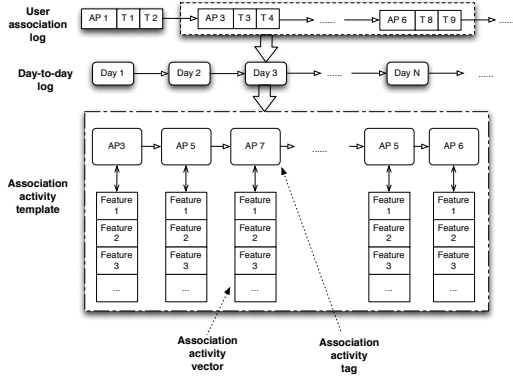 User
association
log
AP 1 T 1 T 2 AP 3 T 3 T 4 ...... AP 6 T 8 T 9 ......
Day-to-day
log
Day 1 Day 2 Day 3 ...... Day N ......
Association
activity
template
AP3 AP 5 AP 7 ...... AP 5 AP 6
Feature Feature Feature Feature Feature
1 1 1 1 1
Feature Feature Feature Feature Feature
2 2 2 2 2
Feature Feature Feature Feature Feature
3 3 3 3 3
... ... ... ... ...
Association
activity
vector
Association
activity
tag